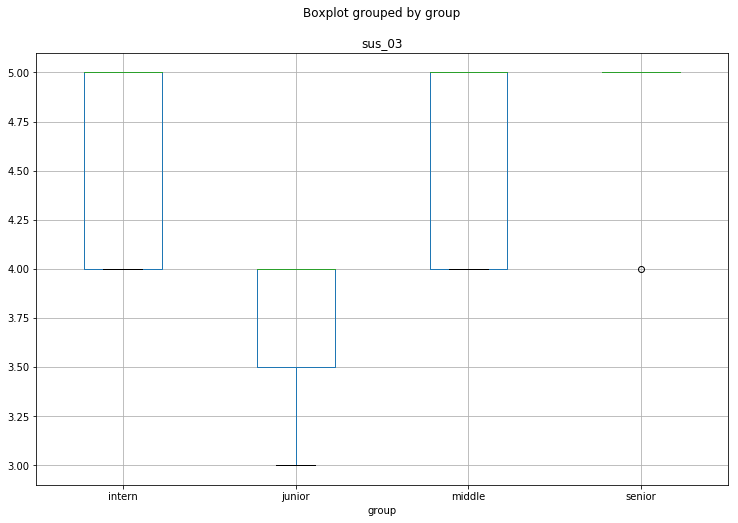 Boxplot grouped by group
sus_03
5.00
4.75
4.50
4.25
4.00
3.75
3.50
3.25
3.00
intern junior middle senior
group